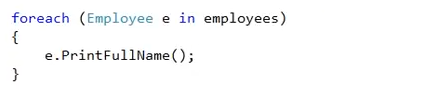 foreach (Employee e in employees)
{
    e.PrintFullName();
}